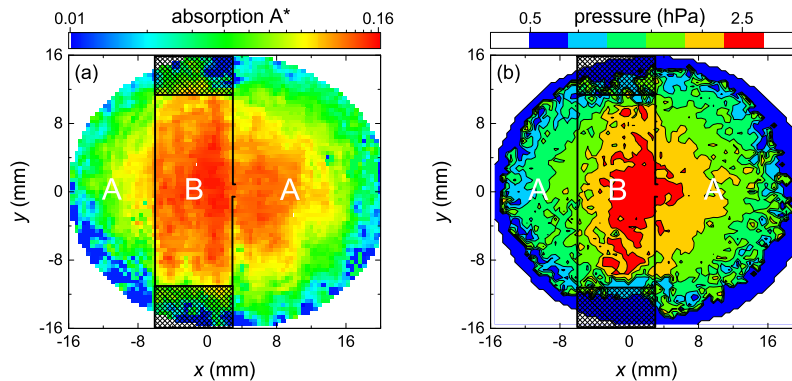 absorption A*
0.01 0.16
(a)
A B A
16
8
0
-8
-16
y (mm)
-16 -8 0 8 16
x (mm)
pressure (hPa)
0.5 2.5
(b)
A B A
16
8
0
-8
-16
y (mm)
-16 -8 0 8 16
x (mm)